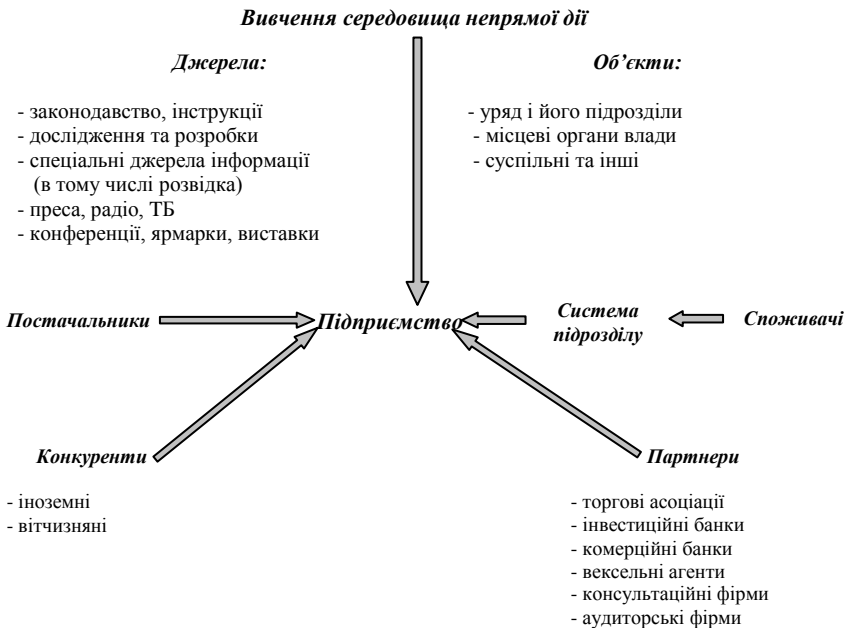 Вивчення середовища непрямої дії
Джерела:
- законодавство, інструкції
- дослідження та розробки
- спеціальні джерела інформації
(в тому числі розвідка)
- преса, радіо, ТБ
- конференції, ярмарки, виставки
Об’єкти:
- уряд і його підрозділи
- місцеві органи влади
- суспільні та інші
Постачальники
Підприємство
Система
підрозділу
Споживачі
Конкуренти
- іноземні
- вітчизняні
Партнери
- торгові асоціації
- інвестиційні банки
- комерційні банки
- вексельні агенти
- консультаційні фірми
- аудиторські фірми